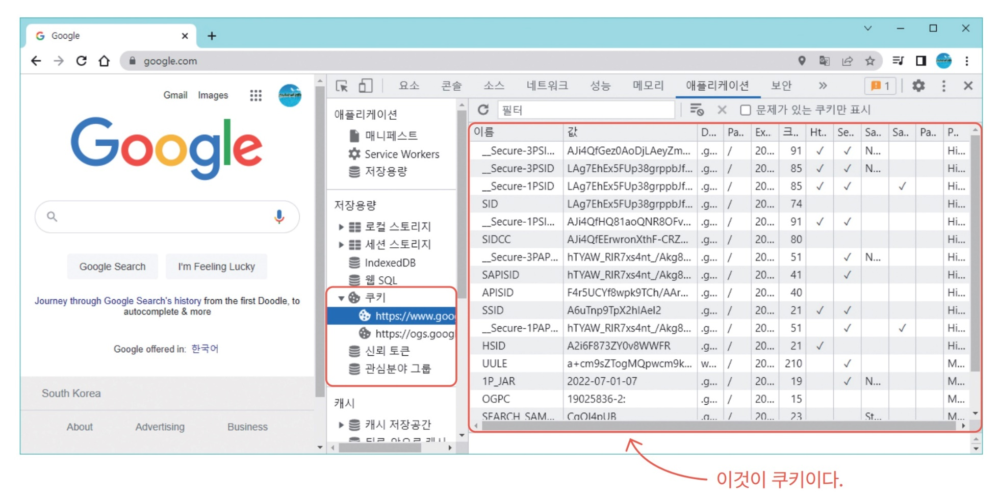 Google
google.com
Gmail Images
Google
Google Search I'm Feeling Lucky
Journey through Google Search's history from the first Doodle, to
autocomplete & more
Google offered in: 한국어
South Korea
About Advertising Business
요소 콘솔 소스 네트워크 성능 메모리 애플리케이션 보안 » 1
애플리케이션
매니페스트
Service Workers
저장용량
저장용량
로컬 스토리지
세션 스토리지
IndexedDB
웹 SQL
쿠키
https://www.goo
https://ogs.googl
신뢰 토큰
관심분야 그룹
캐시
캐시 저장공간
필터 문제가 있는 쿠키만 표시
이름 값 D... Pa.. Ex.. 크.. Ht.. Se.. Sa.. Sa.. Pa.. P..
__Secure-3PSI... AJi4QfGez0AoDjLAeyZm... .g... / 20... 91 ✓ ✓ N... Hi...
__Secure-3PSID LAg7EhEx5FUp38grppbJf... .g... / 20... 85 ✓ ✓ N... Hi...
__Secure-1PSID LAg7EhEx5FUp38grppbJf... .g... / 20... 85 ✓ ✓ ✓ Hi...
SID LAg7EhEx5FUp38grppbJf... .g... / 20... 74 Hi...
__Secure-1PSI... AJi4QfHQ81aoQNR8OFv... .g... / 20... 91 ✓ ✓ Hi...
SIDCC AJi4QfEErwronXthF-CRZ... .g... / 20... 80 Hi...
__Secure-3PAP... hTYAW_RIR7xs4nt_/Akg8... .g... / 20... 51 ✓ N... Hi...
SAPISID hTYAW_RIR7xs4nt_/Akg8... .g... / 20... 41 ✓ Hi...
APISID F4r5UCYf8wpk9TCh/AAr... .g... / 20... 40 Hi...
SSID A6uTnp9TpX2hIAeI2 .g... / 20... 21 ✓ ✓ Hi...
__Secure-1PAP... hTYAW_RIR7xs4nt_/Akg8... .g... / 20... 51 ✓ ✓ Hi...
HSID A2i6F873ZY0v8WWFR .g... / 20... 21 ✓ Hi...
UULE a+cm9sZTogMQpwcm9k... w... / 20... 210 ✓ M...
1P_JAR 2022-07-01-07 .g... / 20... 19 ✓ N... M...
OGPC 19025836-2: .g... / 20... 15 M...
SEARCH_SAM... CgQI4pUB .g... / 20... 23 St... M...
이것이 쿠키이다.